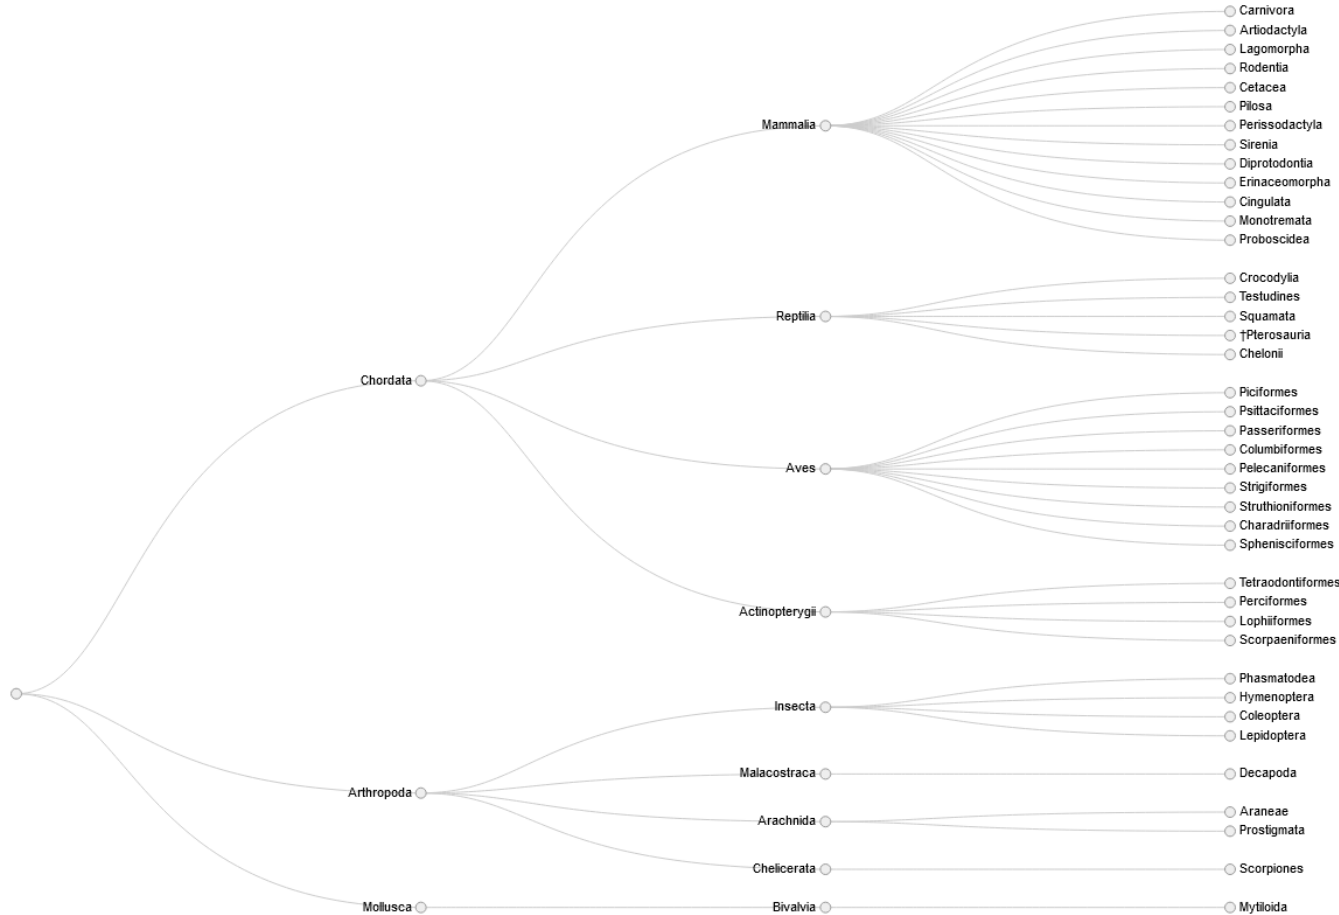 Carnivora
Artiodactyla
Lagomorpha
Rodentia
Cetacea
Pilosa
Mammalia
Perissodactyla
Sirenia
Diprotodontia
Erinaceomorpha
Cingulata
Monotremata
Proboscidea
Crocodylia
Testudines
Reptilia
Squamata
†Pterosauria
Chelonii
Chordata
Piciformes
Psittaciformes
Passeriformes
Columbiformes
Aves
Pelecaniformes
Strigiformes
Struthioniformes
Charadriiformes
Sphenisciformes
Tetraodontiformes
Perciformes
Actinopterygii
Lophiiformes
Scorpaeniformes
Phasmatodea
Hymenoptera
Insecta
Coleoptera
Lepidoptera
Malacostraca
Decapoda
Arthropoda
Araneae
Arachnida
Prostigmata
Chelicerata
Scorpiones
Mollusca
Bivalvia
Mytiloida